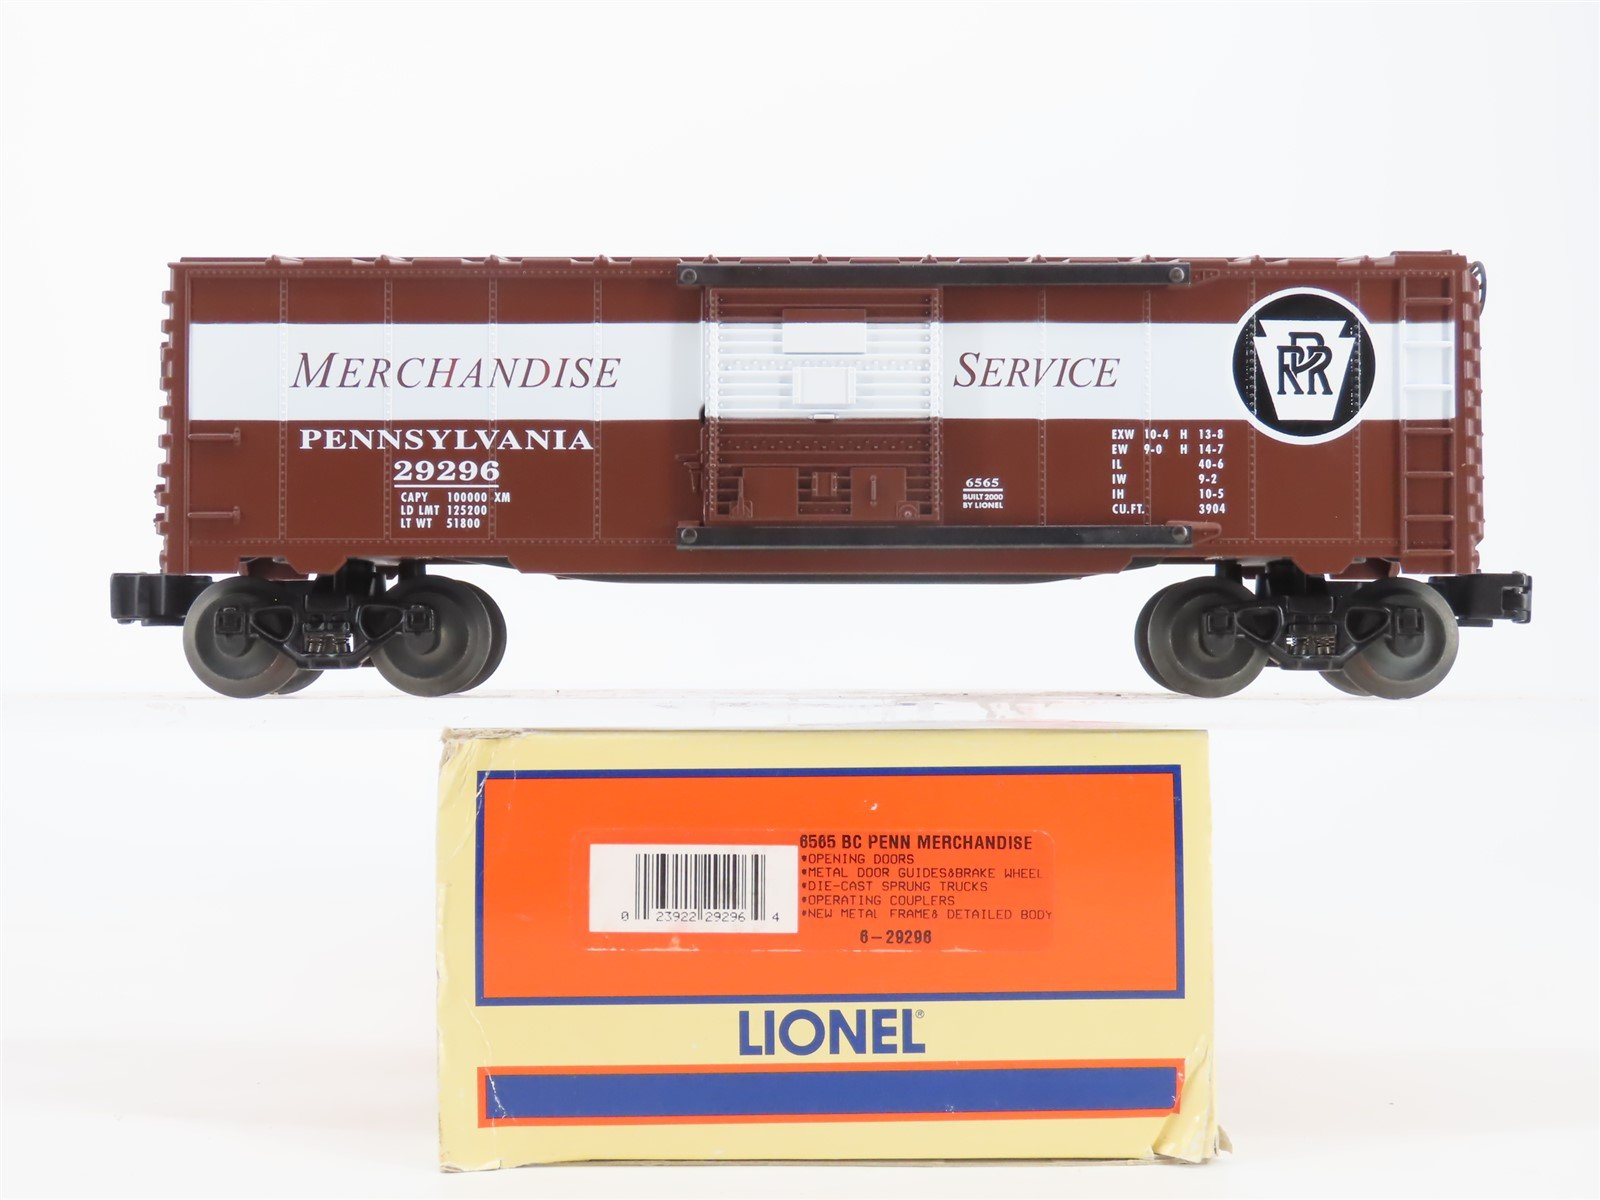 MERCHANDISE SERVICE
PRR
PENNSYLVANIA
29296
CAPY 100000 XM
LD LMT 125200
LT WT 51800
6565
BUILT 2000
BY LIONEL
EXW 10-4 H 13-8
EW 9-0 H 14-7
IL 40-6
IW 9-2
IH 10-5
CU.FT. 3904
6565 BC PENN MERCHANDISE
*OPENING DOORS
*METAL DOOR GUIDES&BRAKE WHEEL
*DIE-CAST SPRUNG TRUCKS
*OPERATING COUPLERS
*NEW METAL FRAME& DETAILED BODY
0 23922 29296 4
6-29296
LIONEL®